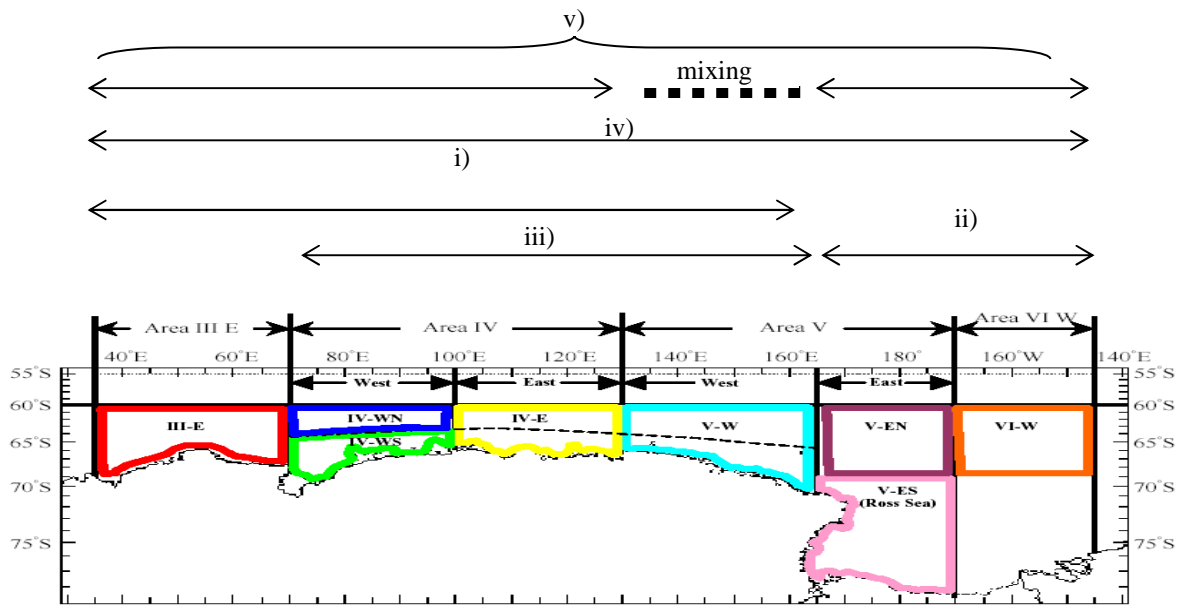 v)
mixing
iv)
i)
ii)
iii)
Area III E Area IV Area V Area VI W
40°E 60°E 80°E 100°E 120°E 140°E 160°E 180° 160°W 140°W
55°S West East West East 55°S
60°S 60°S
III-E IV-WN IV-E V-W V-EN VI-W
65°S IV-WS 65°S
70°S V-ES 70°S
(Ross Sea)
75°S 75°S